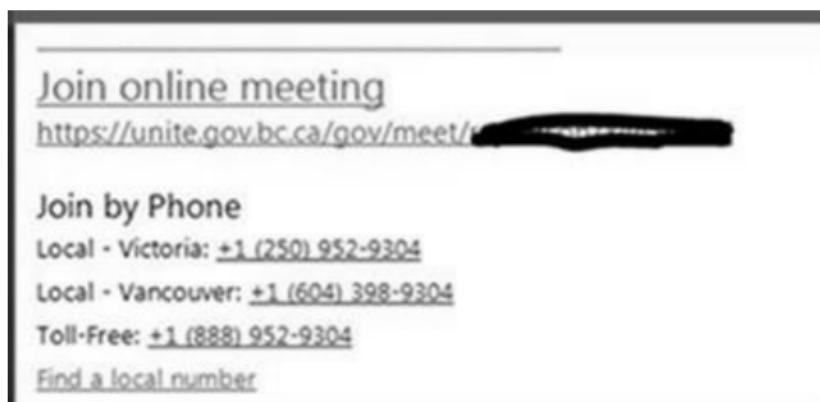 Join online meeting
https://unite.gov.bc.ca/gov/meet/
Join by Phone
Local - Victoria: +1 (250) 952-9304
Local - Vancouver: +1 (604) 398-9304
Toll-Free: +1 (888) 952-9304
Find a local number